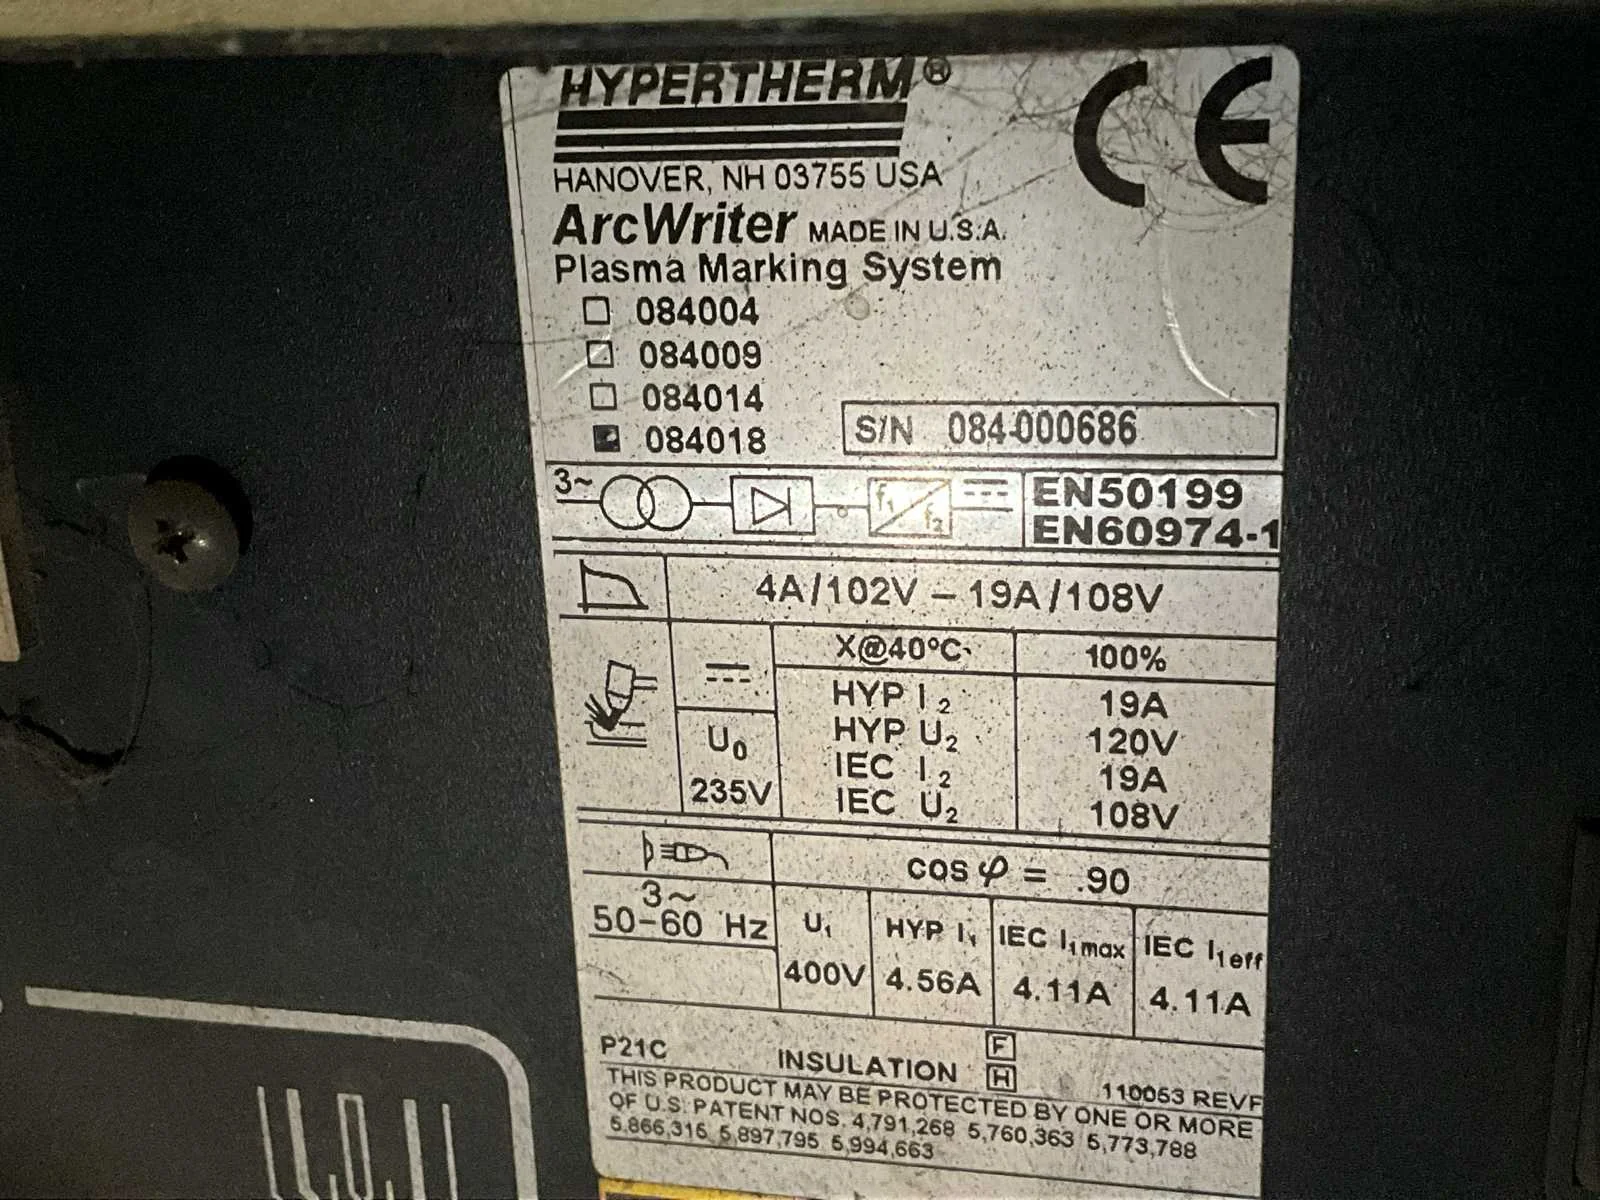 HYPERTHERM®
CE
HANOVER, NH 03755 USA
ArcWriter MADE IN U.S.A.
Plasma Marking System
084004
084009
084014
084018
S/N 084-000686
3~
f1
f2
EN50199
EN60974-1
4A/102V – 19A/108V
X@40°C
100%
HYP I2
19A
HYP U2
120V
U0
IEC I2
19A
235V
IEC U2
108V
cos φ = .90
3~
50-60 Hz
U1
HYP I1
IEC I1max
IEC I1eff
400V
4.56A
4.11A
4.11A
P21C
INSULATION
F
H
110053 REVF
THIS PRODUCT MAY BE PROTECTED BY ONE OR MORE
OF U.S. PATENT NOS. 4,791,268 5,760,363 5,773,788
5,866,315 5,897,795 5,994,663